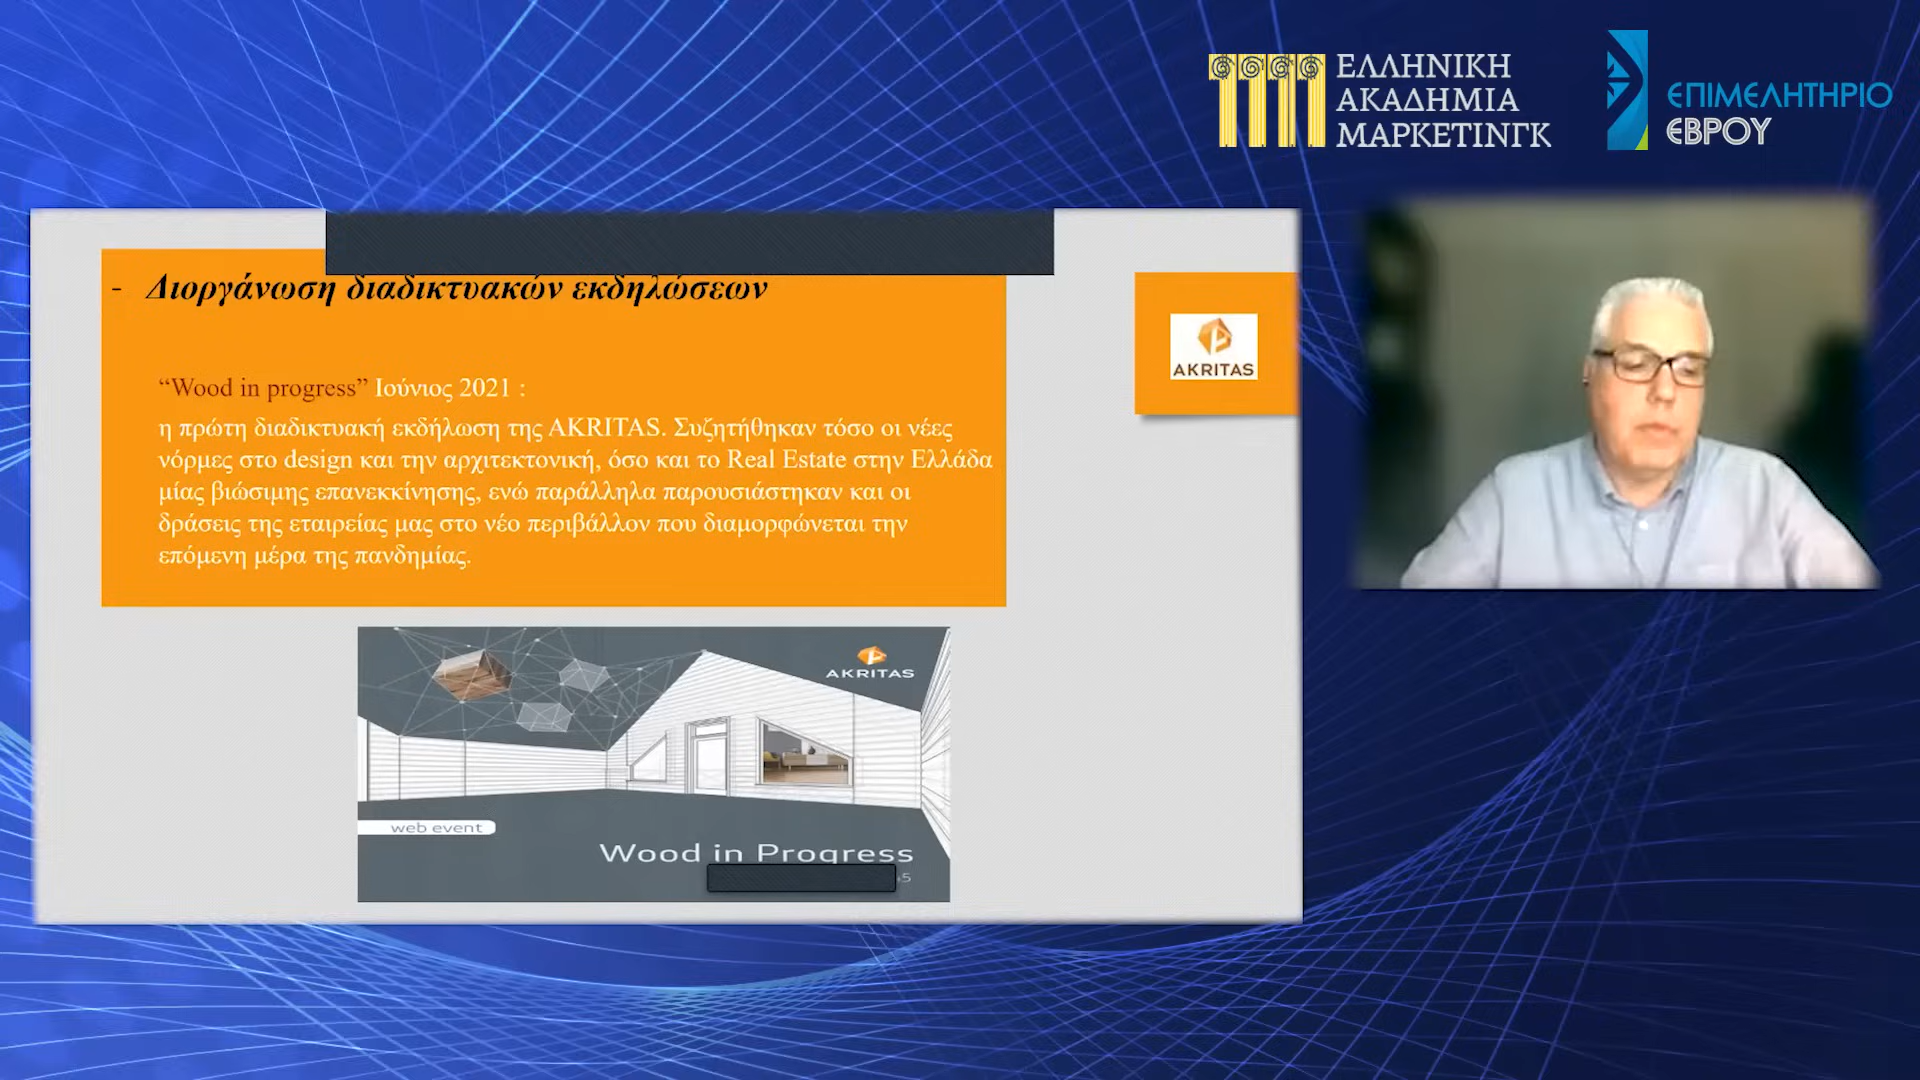 ΕΛΛΗΝΙΚΗ
ΑΚΑΔΗΜΙΑ
ΜΑΡΚΕΤΙΝΓΚ
ΕΠΙΜΕΛΗΤΗΡΙΟ
ΕΒΡΟΥ
- Διοργάνωση διαδικτυακών εκδηλώσεων
“Wood in progress” Ιούνιος 2021 :
η πρώτη διαδικτυακή εκδήλωση της AKRITAS. Συζητήθηκαν τόσο οι νέες
νόρμες στο design και την αρχιτεκτονική, όσο και το Real Estate στην Ελλάδα
μίας βιώσιμης επανεκκίνησης, ενώ παράλληλα παρουσιάστηκαν και οι
δράσεις της εταιρείας μας στο νέο περιβάλλον που διαμορφώνεται την
επόμενη μέρα της πανδημίας.
AKRITAS
AKRITAS
web event
Wood in Progress